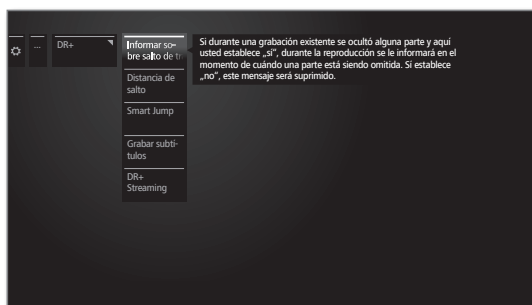 ... DR+
Informar so-
bre salto de tr
Distancia de
salto
Smart Jump
Grabar subtí-
tulos
DR+
Streaming
Si durante una grabación existente se ocultó alguna parte y aquí
usted establece „sí“, durante la reproducción se le informará en el
momento de cuándo una parte está siendo omitida. Sí establece
„no“, este mensaje será suprimido.